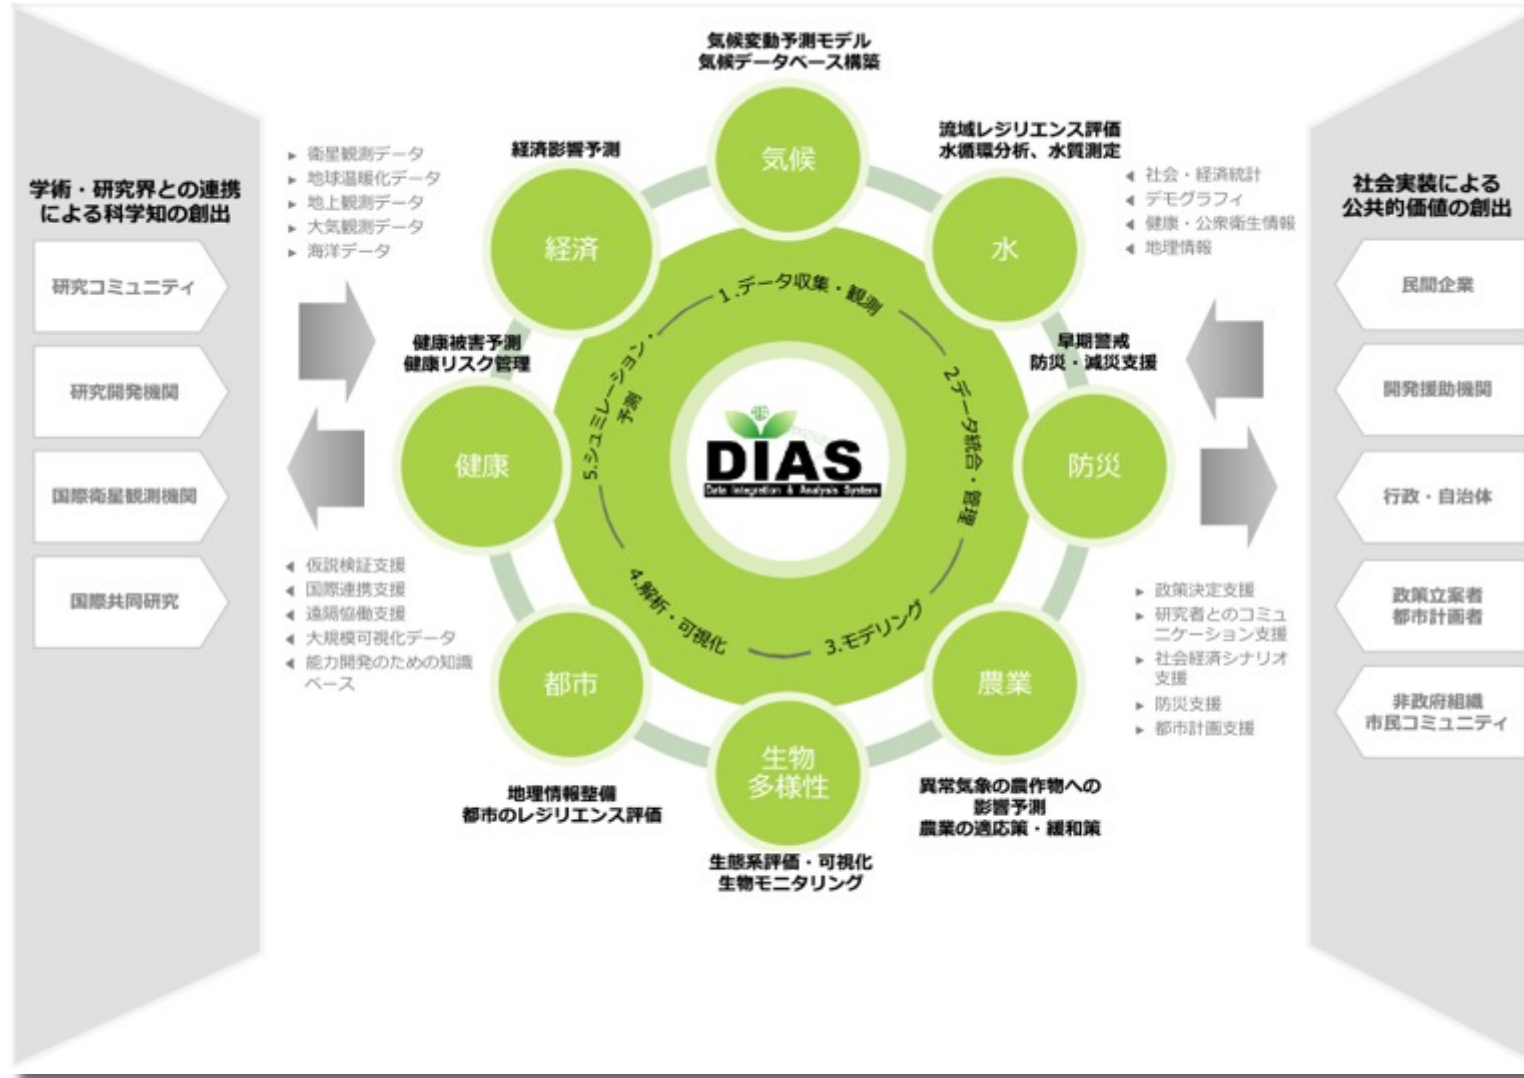 気候変動予測モデル
気候データベース構築
気候
流域レジリエンス評価
水循環分析、水質測定
水
経済影響予測
経済
学術・研究界との連携
による科学知の創出
研究コミュニティ
研究開発機関
国際衛星観測機関
国際共同研究
衛星観測データ
地球温暖化データ
地上観測データ
大気観測データ
海洋データ
健康被害予測
健康リスク管理
健康
仮説検証支援
国際連携支援
遠隔協働支援
大規模可視化データ
能力開発のための知識
ベース
1.データ収集・観測
2.データ統合・管理
3.モデリング
4.解析・可視化
5.シュミレーション・
予測
DIAS
Data Integration & Analysis System
都市
地理情報整備
都市のレジリエンス評価
生物
多様性
生態系評価・可視化
生物モニタリング
農業
異常気象の農作物への
影響予測
農業の適応策・緩和策
早期警戒
防災・減災支援
防災
社会・経済統計
デモグラフィ
健康・公衆衛生情報
地理情報
政策決定支援
研究者とのコミュ
ニケーション支援
社会経済シナリオ
支援
防災支援
都市計画支援
社会実装による
公共的価値の創出
民間企業
開発援助機関
行政・自治体
政策立案者
都市計画者
非政府組織
市民コミュニティ